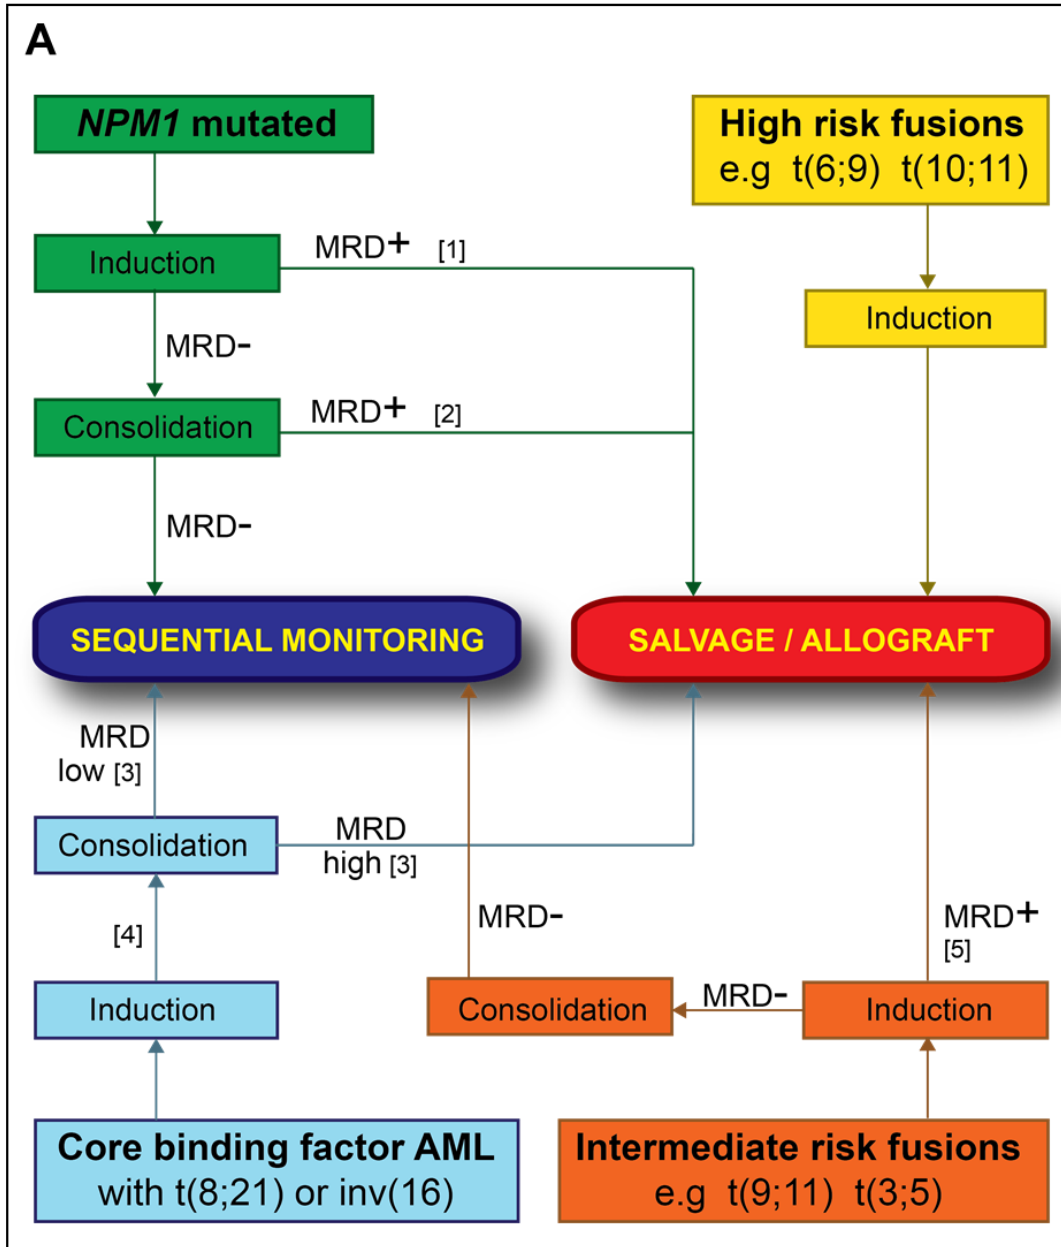 A
NPM1 mutated
High risk fusions
e.g t(6;9) t(10;11)
Induction
MRD+ [1]
Induction
MRD-
Consolidation
MRD+ [2]
MRD-
SEQUENTIAL MONITORING
SALVAGE / ALLOGRAFT
MRD
low [3]
Consolidation
MRD
high [3]
[4]
MRD-
MRD+
[5]
Induction
Consolidation
MRD-
Induction
Core binding factor AML
with t(8;21) or inv(16)
Intermediate risk fusions
e.g t(9;11) t(3;5)